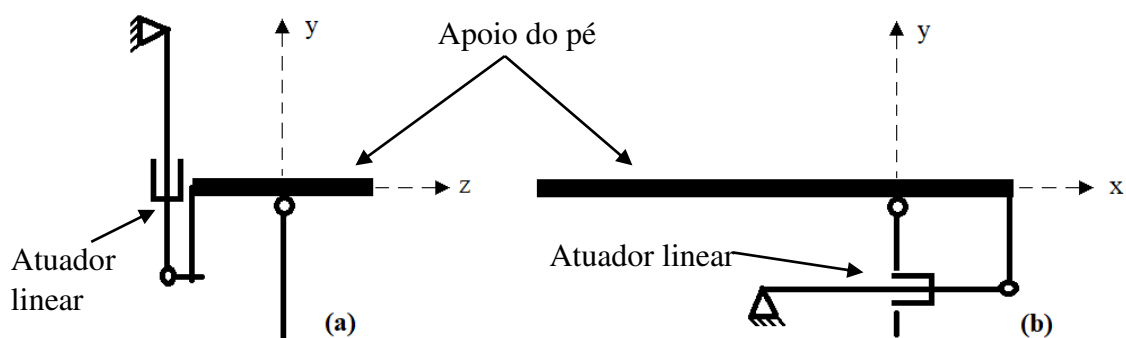 y
Apoio do pé
y
z
x
Atuador
linear
Atuador linear
(a)
(b)